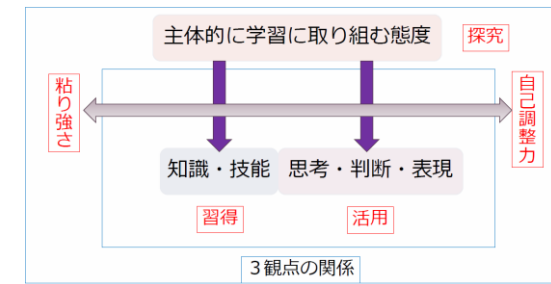 主体的に学習に取り組む態度
探究
粘り強さ
自己調整力
知識・技能
思考・判断・表現
習得
活用
3観点の関係